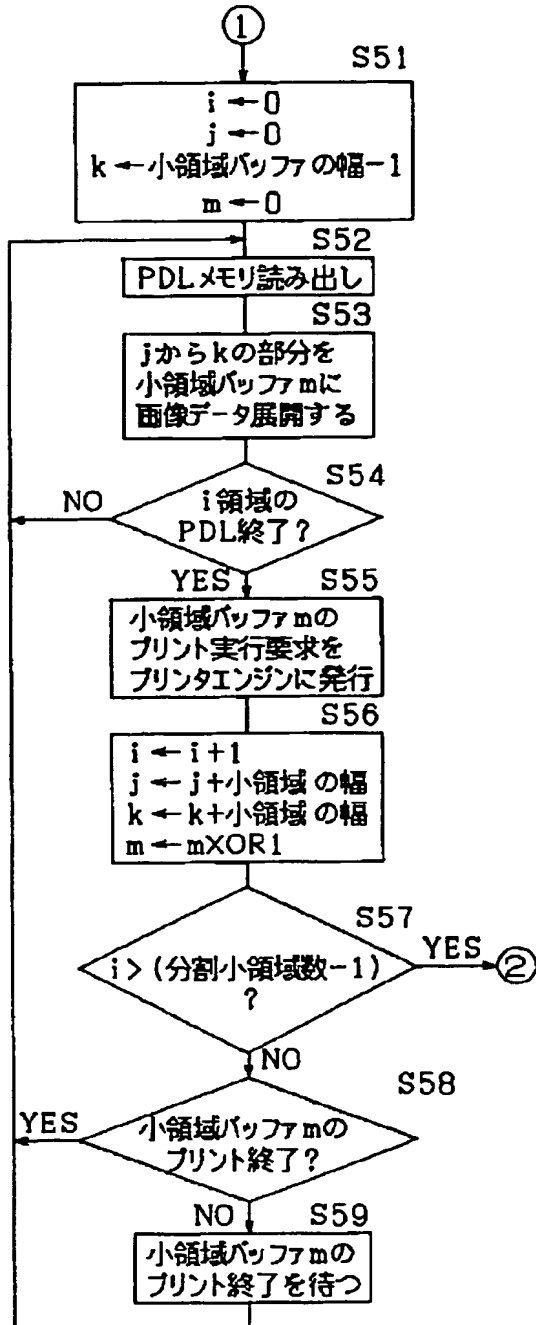 ①
S51
i←0
j←0
k←小領域バッファの幅-1
m←0
S52
PDLメモリ読み出し
S53
jからkの部分を
小領域バッファmに
画像データ展開する
S54
i領域の
PDL終了?
NO
YES
S55
小領域バッファmの
プリント実行要求を
プリンタエンジンに発行
S56
i←i+1
j←j+小領域の幅
k←k+小領域の幅
m←mXOR1
S57
i>(分割小領域数-1)
?
YES
②
NO
S58
小領域バッファmの
プリント終了?
YES
NO
S59
小領域バッファmの
プリント終了を待つ